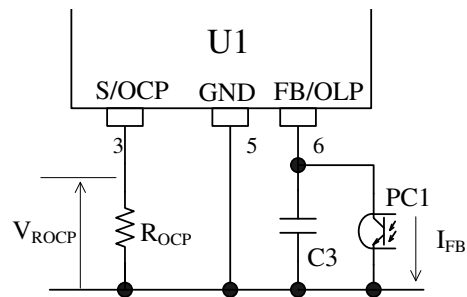 U1
S/OCP GND FB/OLP
3 5 6
VROCP
ROCP
C3
PC1
IFB